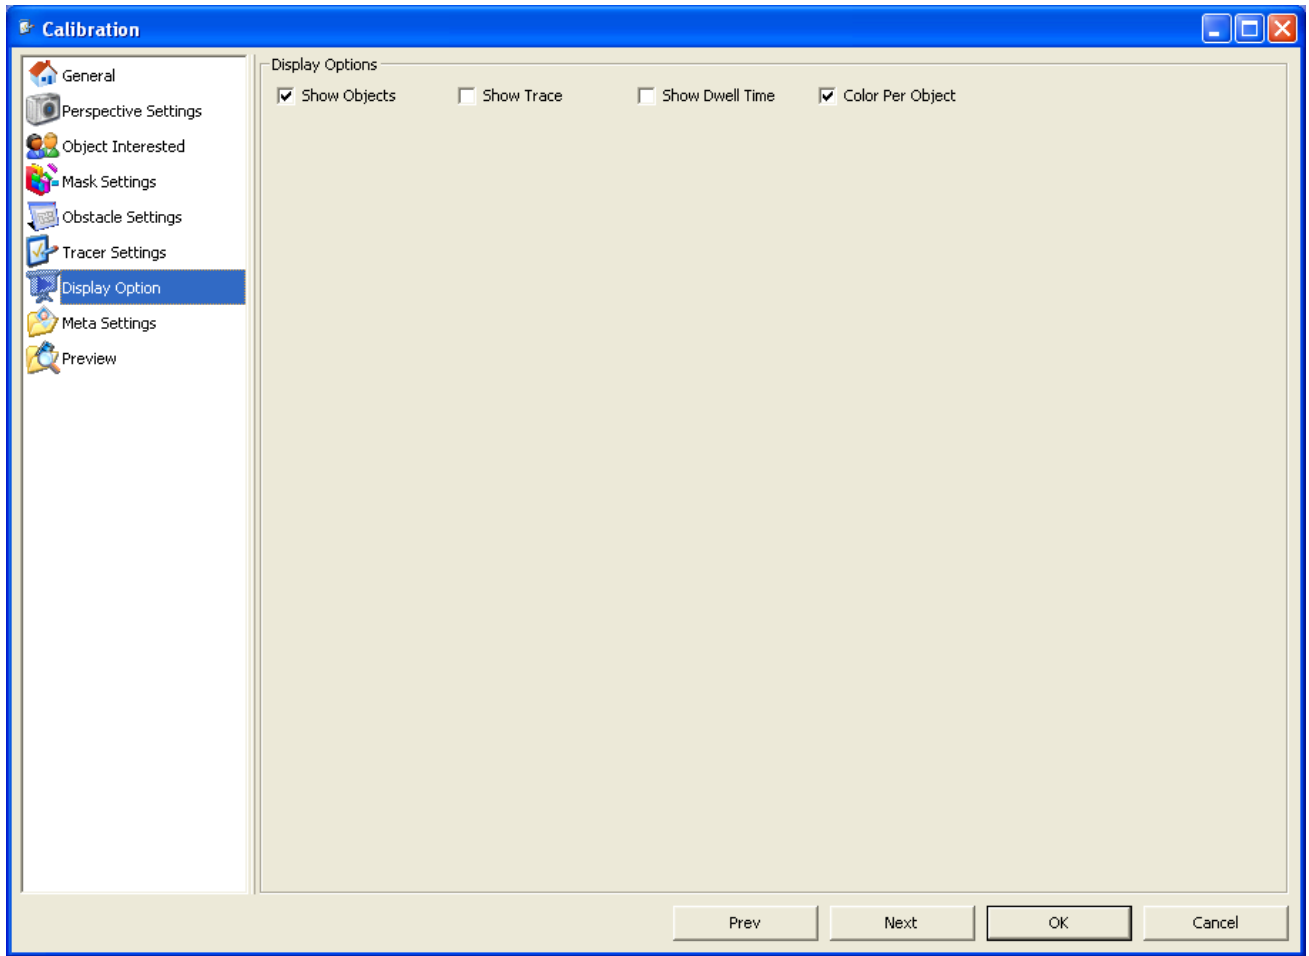 Calibration
General
Perspective Settings
Object Interested
Mask Settings
Obstacle Settings
Tracer Settings
Display Option
Meta Settings
Preview
Display Options
Show Objects Show Trace Show Dwell Time Color Per Object
Prev Next OK Cancel